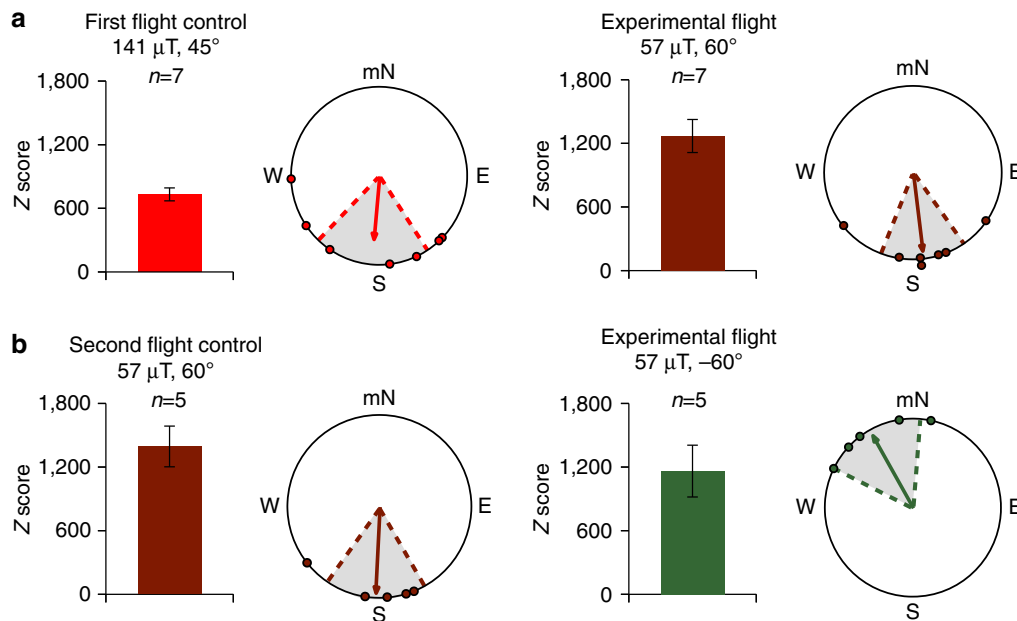 a
First flight control
141 μT, 45°
n=7
1,800
1,200
600
0
Z score
mN
W
E
S
Experimental flight
57 μT, 60°
n=7
1,800
1,200
600
0
Z score
mN
W
E
S
b
Second flight control
57 μT, 60°
n=5
1,800
1,200
600
0
Z score
mN
W
E
S
Experimental flight
57 μT, –60°
n=5
1,800
1,200
600
0
Z score
mN
W
E
S